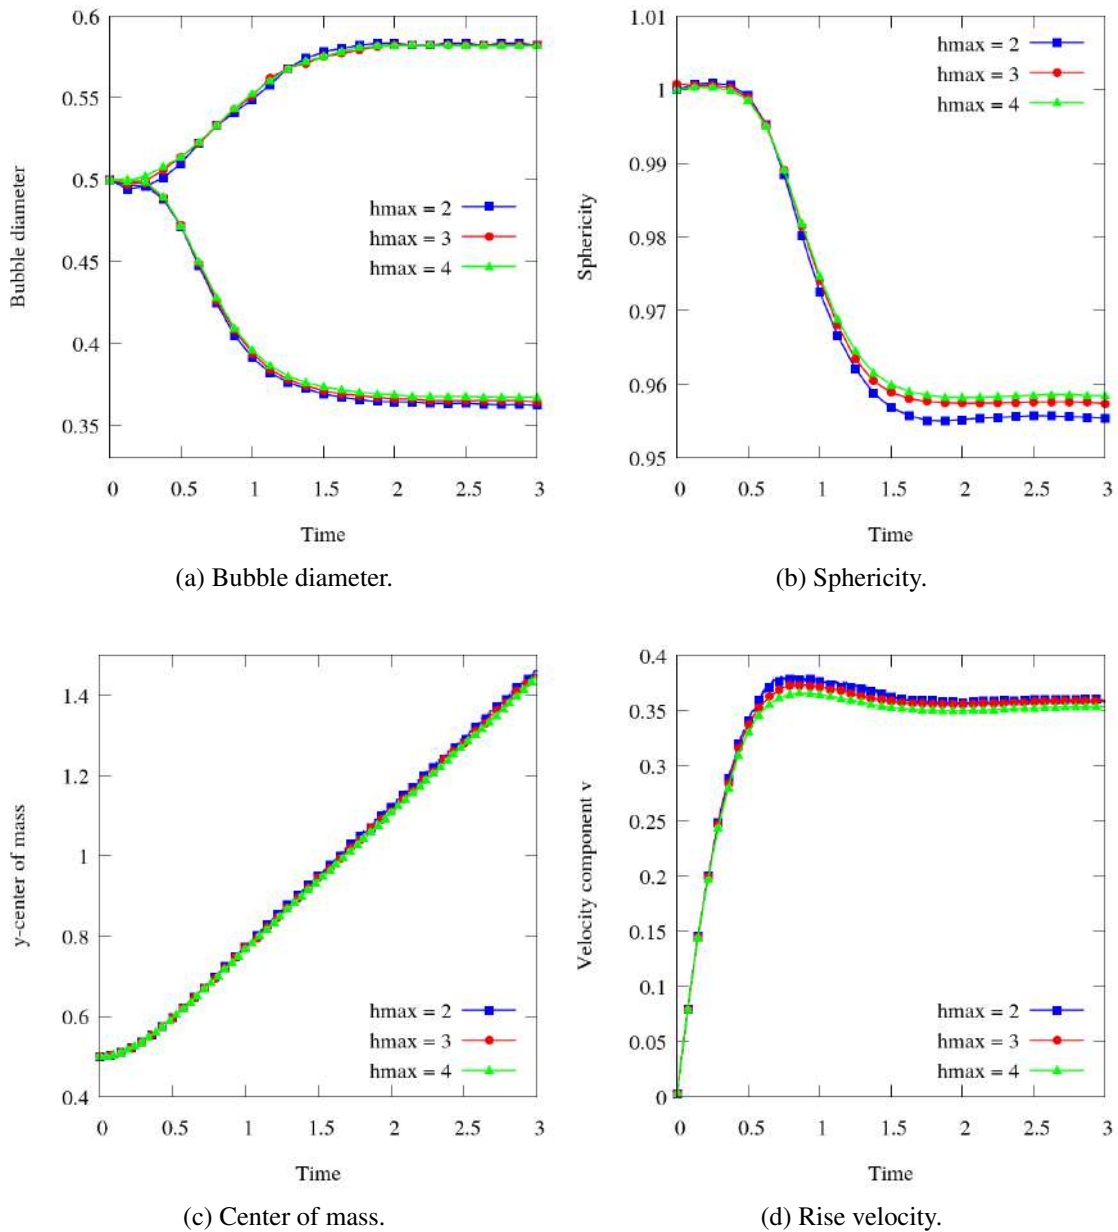 0.6
0.55
0.5
0.45
0.4
0.35
Bubble diameter
hmax = 2
hmax = 3
hmax = 4
0 0.5 1 1.5 2 2.5 3
Time
(a) Bubble diameter.
1.01
1
0.99
0.98
0.97
0.96
0.95
Sphericity
hmax = 2
hmax = 3
hmax = 4
0 0.5 1 1.5 2 2.5 3
Time
(b) Sphericity.
1.4
1.2
1
0.8
0.6
0.4
y-center of mass
hmax = 2
hmax = 3
hmax = 4
0 0.5 1 1.5 2 2.5 3
Time
(c) Center of mass.
0.4
0.35
0.3
0.25
0.2
0.15
0.1
0.05
0
Velocity component v
hmax = 2
hmax = 3
hmax = 4
0 0.5 1 1.5 2 2.5 3
Time
(d) Rise velocity.